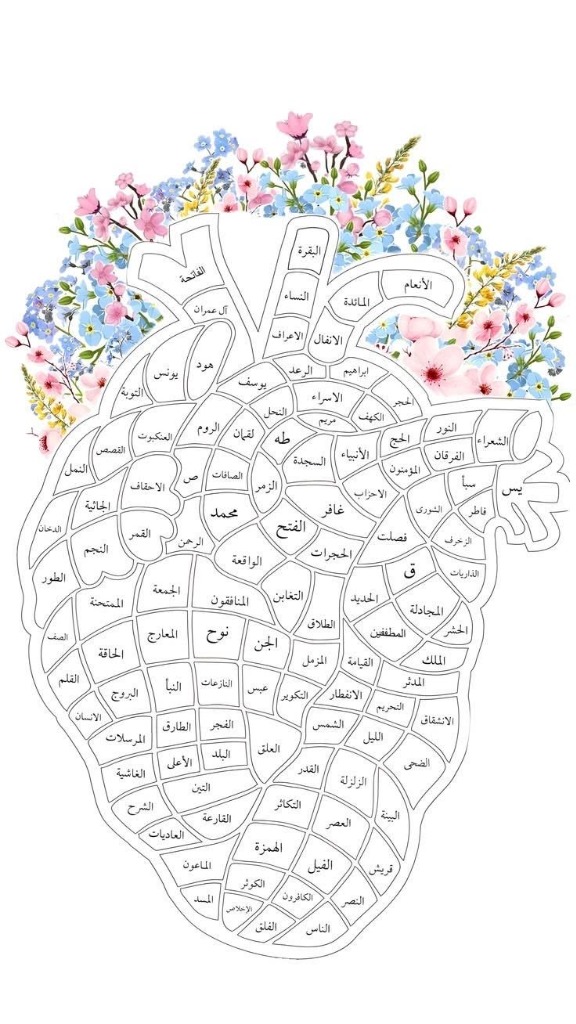 البقرة
الفاتحة
الأنعام
النساء
المائدة
آل عمران
الاعراف
الانفال
هود
يونس
التوبة
ابراهيم
الرعد
يوسف
الحجر
الاسراء
النحل
مريم
الكهف
النور
الشعراء
الحج
الفرقان
الروم
لقمان
طه
الأنبياء
العنكبوت
القصص
النمل
السجدة
المؤمنون
سبأ
يس
الصافات
ص
الزمر
الاحقاف
الاحزاب
الشورى
فاطر
الجاثية
محمد
غافر
الفتح
فصلت
الدخان
القمر
النجم
الرحمن
الزخرف
الحجرات
الواقعة
ق
الذاريات
الطور
الجمعة
الممتحنة
المنافقون
التغابن
الحديد
المجادلة
الطلاق
المطففين
الحشر
الصف
المعارج
نوح
الجن
الحاقة
المزمل
القيامة
الملك
القلم
المدثر
البروج
النبأ
النازعات
عبس
التكوير
الانفطار
التحريم
الانسان
الانشقاق
المرسلات
الطارق
الفجر
الشمس
الليل
العلق
البلد
الأعلى
الضحى
الغاشية
القدر
الزلزلة
التين
التكاثر
الشرح
القارعة
العصر
البينة
العاديات
الهمزة
الماعون
الفيل
قريش
الكوثر
الكافرون
النصر
المسد
الإخلاص
الفلق
الناس